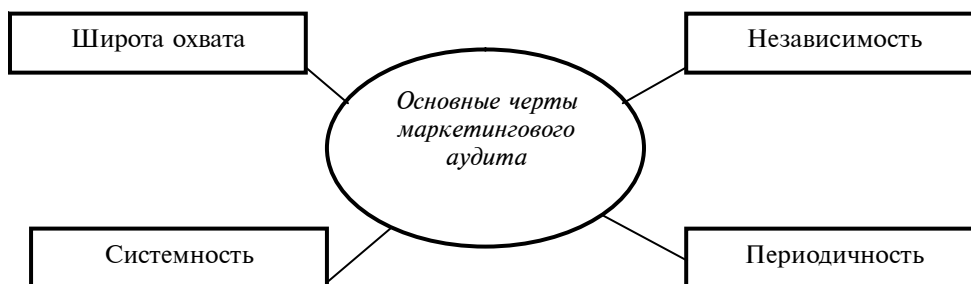 Широта охвата
Независимость
Основные черты
маркетингового
аудита
Системность
Периодичность